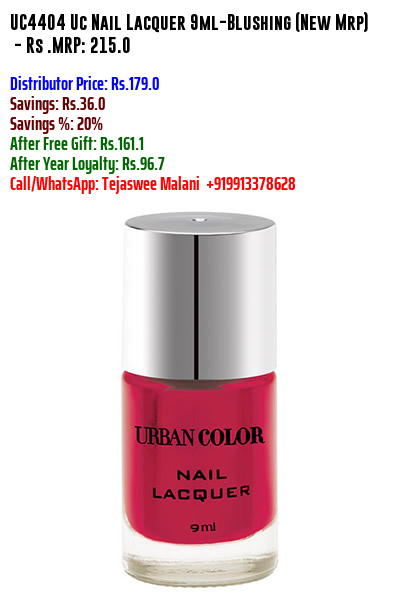 UC4404 Uc Nail Lacquer 9ml-Blushing (New Mrp)
- Rs .MRP: 215.0
Distributor Price: Rs.179.0
Savings: Rs.36.0
Savings %: 20%
After Free Gift: Rs.161.1
After Year Loyalty: Rs.96.7
Call/WhatsApp: Tejaswee Malani +919913378628
URBAN COLOR
NAIL
LACQUER
9ml